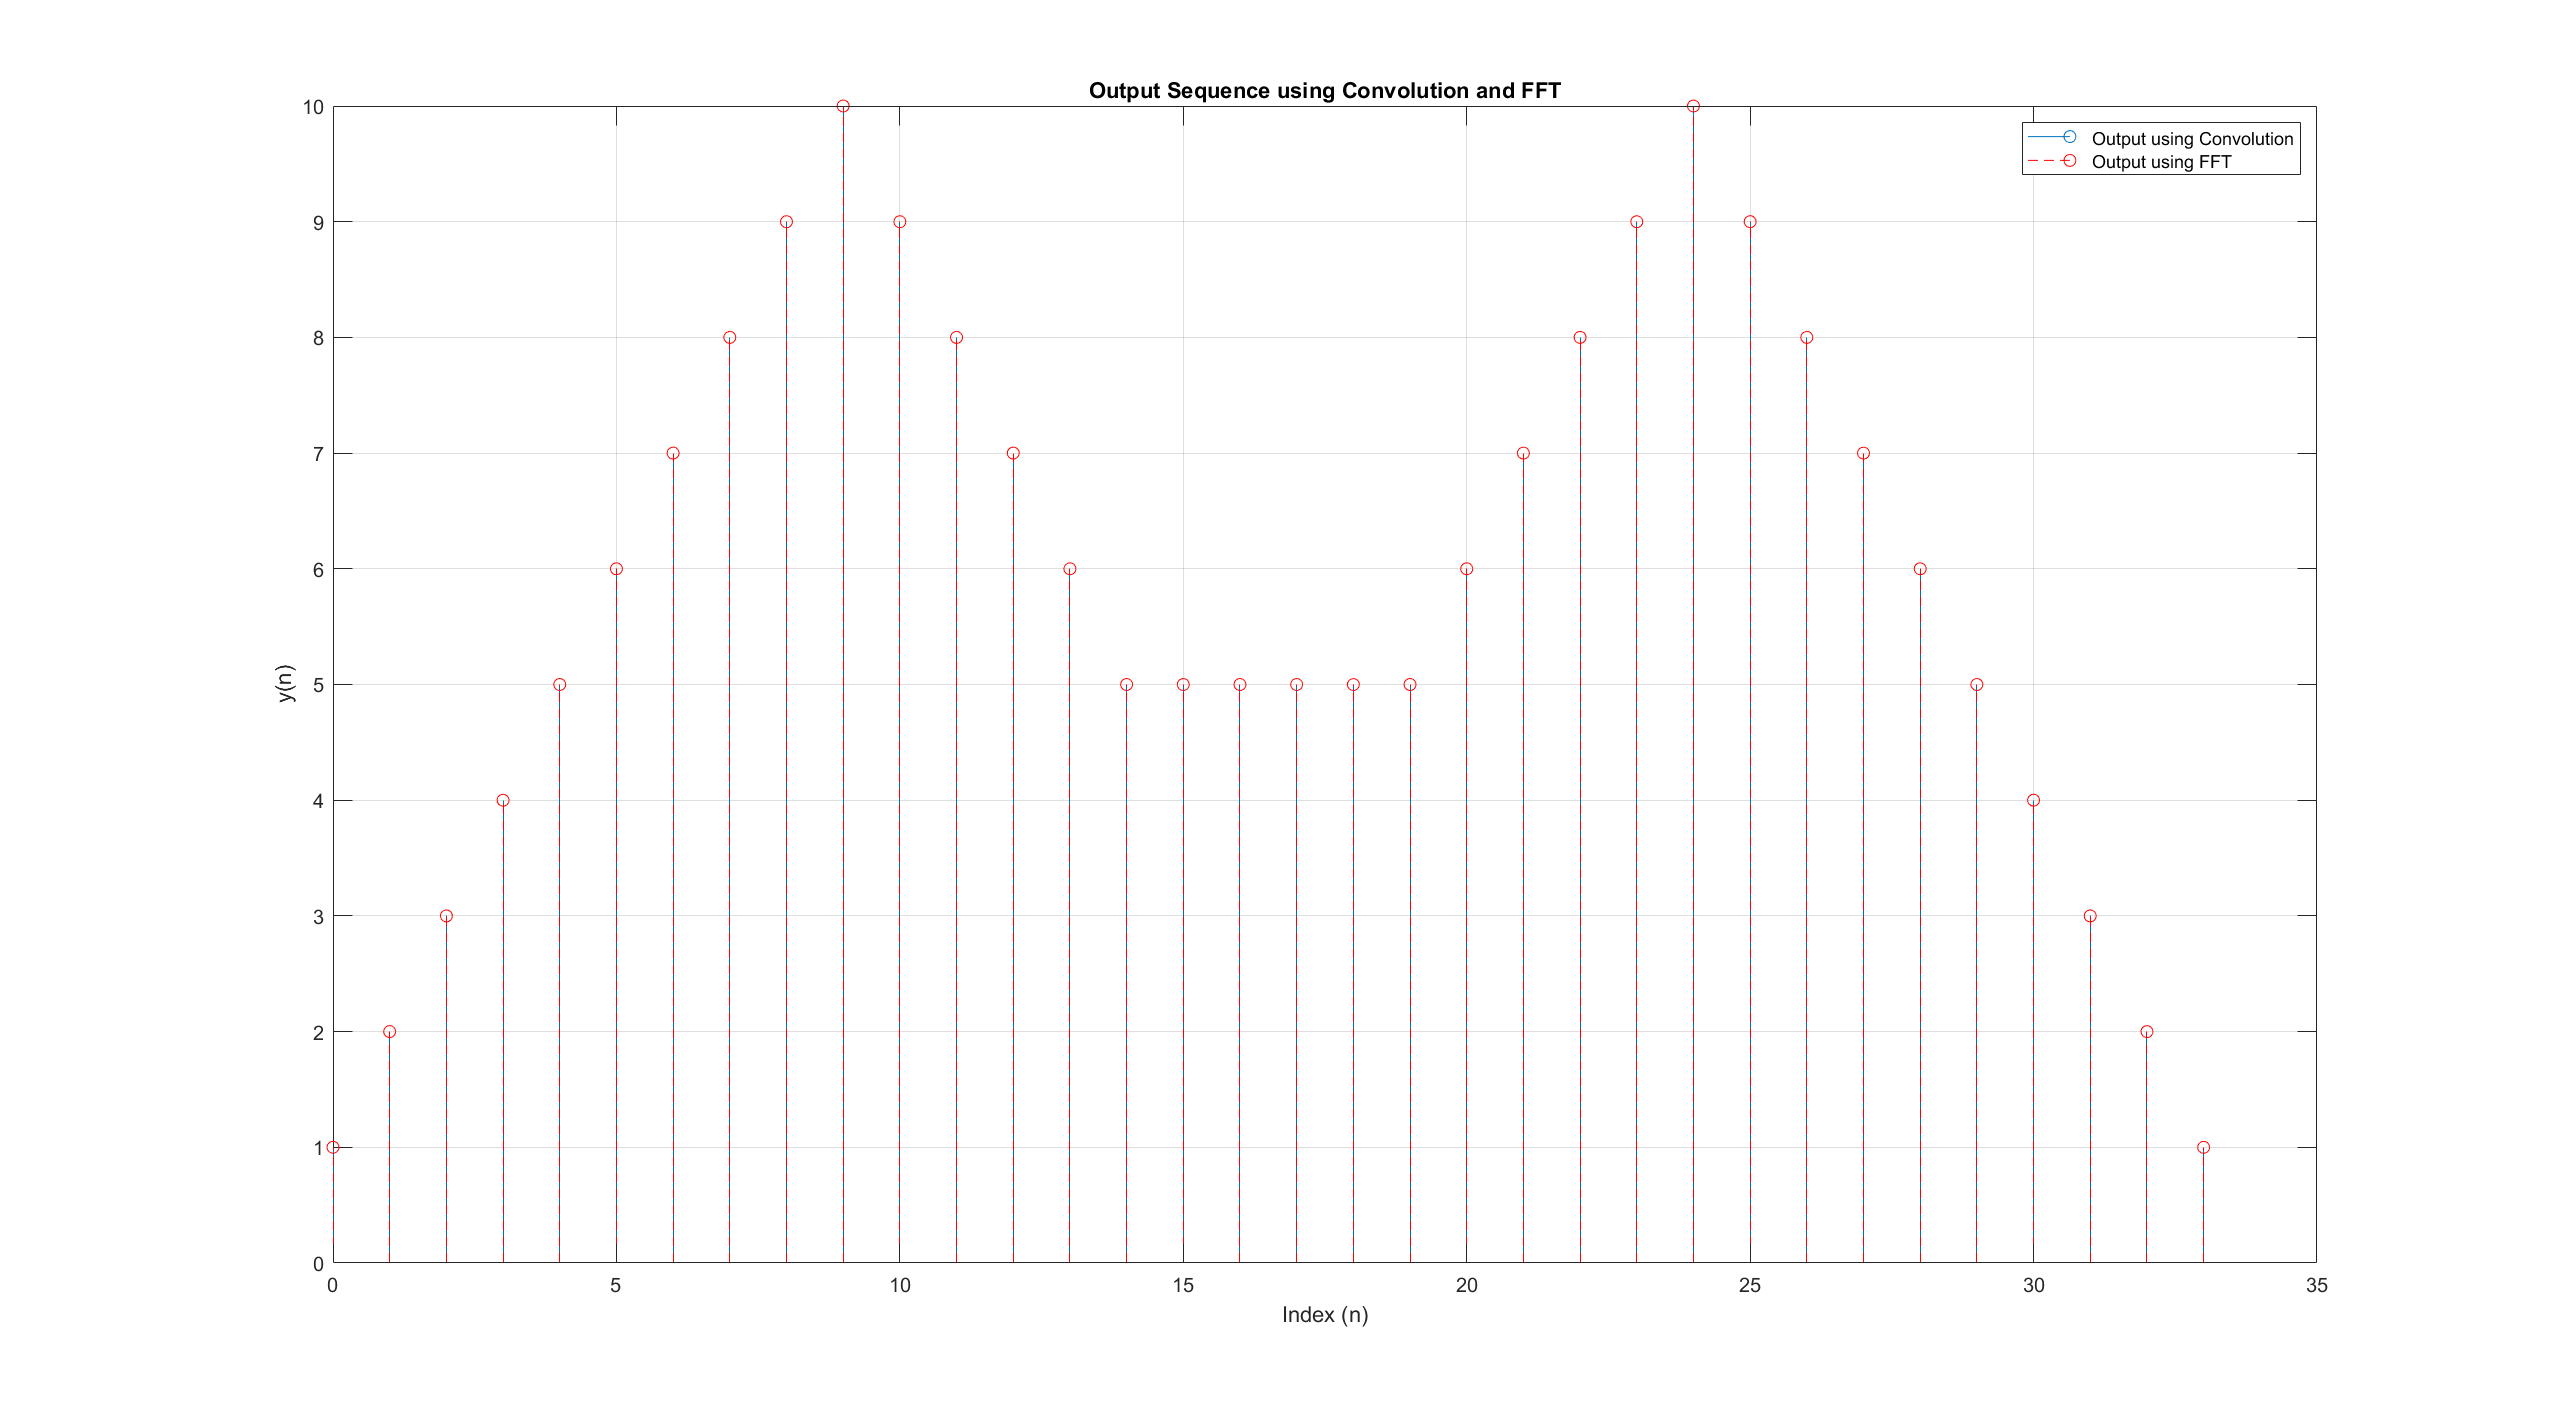 Output Sequence using Convolution and FFT
Output using Convolution
Output using FFT
10
9
8
7
6
5
4
3
2
1
0
y(n)
0 5 10 15 20 25 30 35
Index (n)